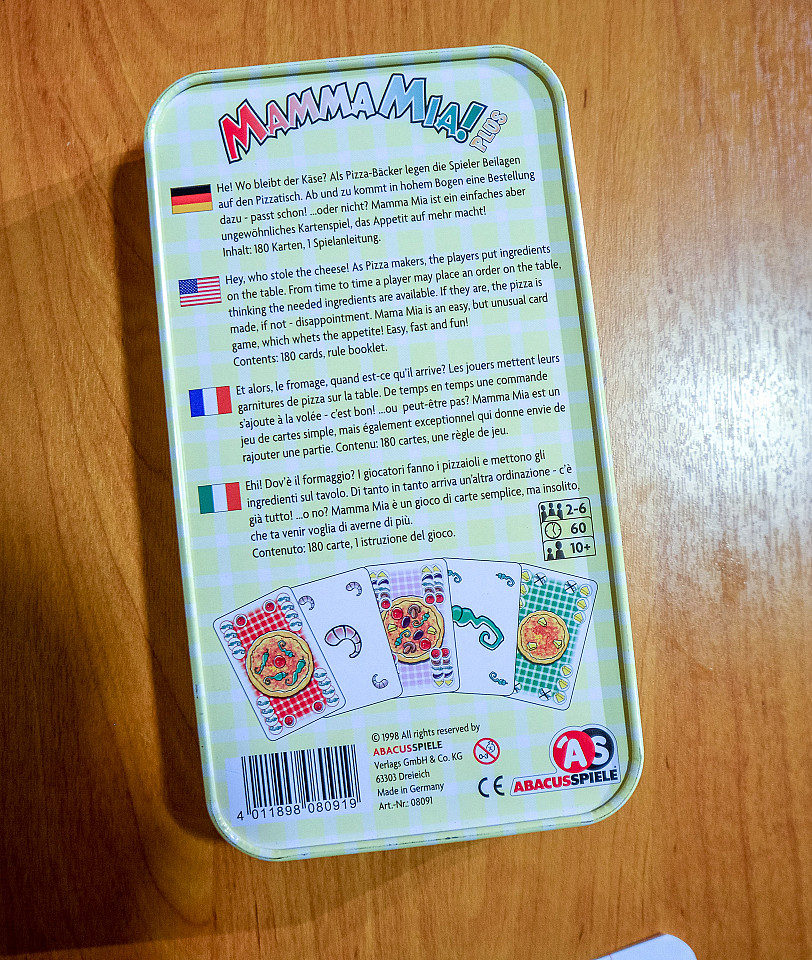 MAMMA MIA! PLUS
He! Wo bleibt der Käse? Als Pizza-Bäcker legen die Spieler Beilagen
auf den Pizzatisch. Ab und zu kommt in hohem Bogen eine Bestellung
dazu - passt schon! ...oder nicht? Mamma Mia ist ein einfaches aber
ungewöhnliches Kartenspiel, das Appetit auf mehr macht!
Inhalt: 180 Karten, 1 Spielanleitung.
Hey, who stole the cheese! As Pizza makers, the players put ingredients
on the table. From time to time a player may place an order on the table,
thinking the needed ingredients are available. If they are, the pizza is
made, if not - disappointment. Mama Mia is an easy, but unusual card
game, which whets the appetite! Easy, fast and fun!
Contents: 180 cards, rule booklet.
Et alors, le fromage, quand est-ce qu'il arrive? Les jouers mettent leurs
garnitures de pizza sur la table. De temps en temps une commande
s'ajoute à la volée - c'est bon! ...ou peut-être pas? Mamma Mia est un
jeu de cartes simple, mais également exceptionnel qui donne envie de
rajouter une partie. Contenu: 180 cartes, une règle de jeu.
Ehi! Dov'è il formaggio? I giocatori fanno i pizzaioli e mettono gli
ingredienti sul tavolo. Di tanto in tanto arriva un'altra ordinazione - c'è
già tutto! ...o no? Mamma Mia è un gioco di carte semplice, ma insolito,
che ta venir voglia di averne di più.
Contenuto: 180 carte, 1 istruzione del gioco.
2-6
60
10+
© 1998 All rights reserved by
ABACUSSPIELE
Verlags GmbH & Co. KG
63303 Dreieich
Made in Germany
Art.-Nr.: 08091
4 011898 080919
0-3
CE
AS
ABACUSSPIELE